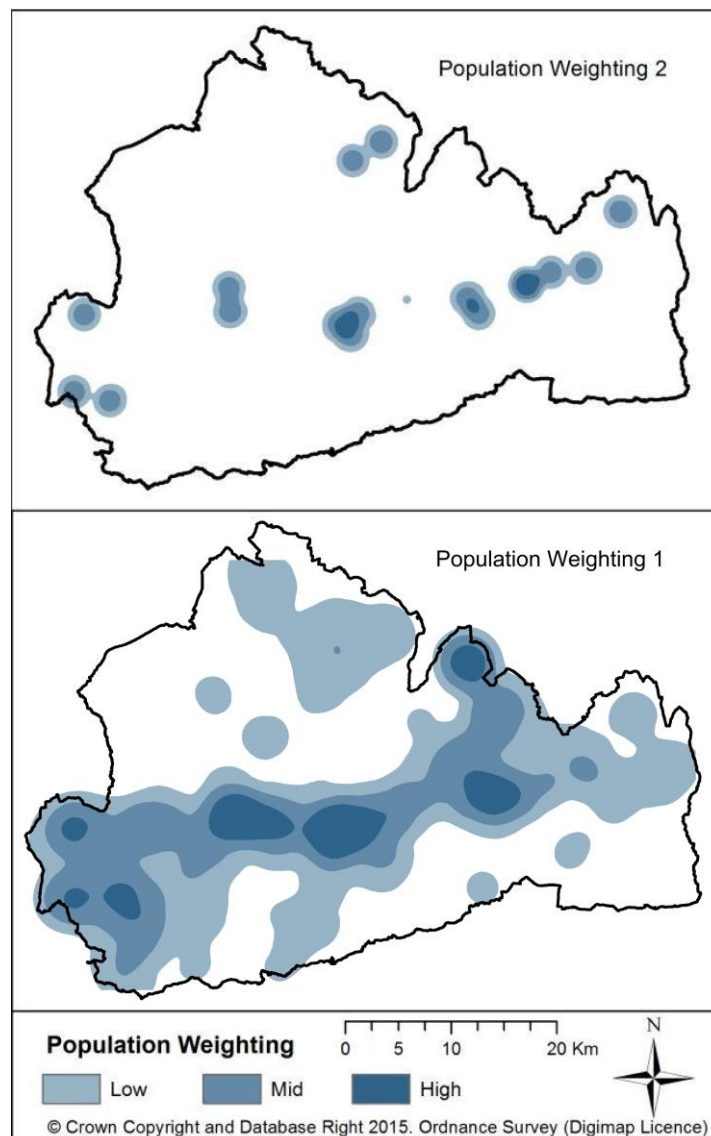 Population Weighting 2
Population Weighting 1
Population Weighting
0 5 10 20 Km
N
Low Mid High
© Crown Copyright and Database Right 2015. Ordnance Survey (Digimap Licence)